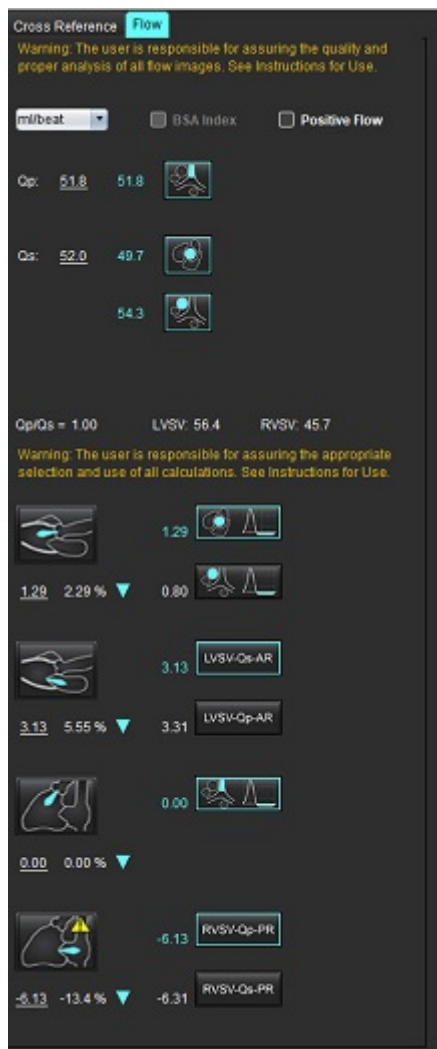 Cross Reference Flow
Warning: The user is responsible for assuring the quality and
proper analysis of all flow images. See Instructions for Use.
ml/beat BSA Index Positive Flow
Qp: 51.8 51.8
Qs: 52.0 49.7
54.3
Qp/Qs = 1.00 LVSV: 56.4 RVSV: 45.7
Warning: The user is responsible for assuring the appropriate
selection and use of all calculations. See Instructions for Use.
1.29
1.29 2.29 % 0.80
3.13 LVSV-Qs-AR
3.13 5.55 % 3.31 LVSV-Qp-AR
0.00
0.00 0.00 %
-6.13 RVSV-Qp-PR
-6.13 -13.4 % -6.31 RVSV-Qs-PR